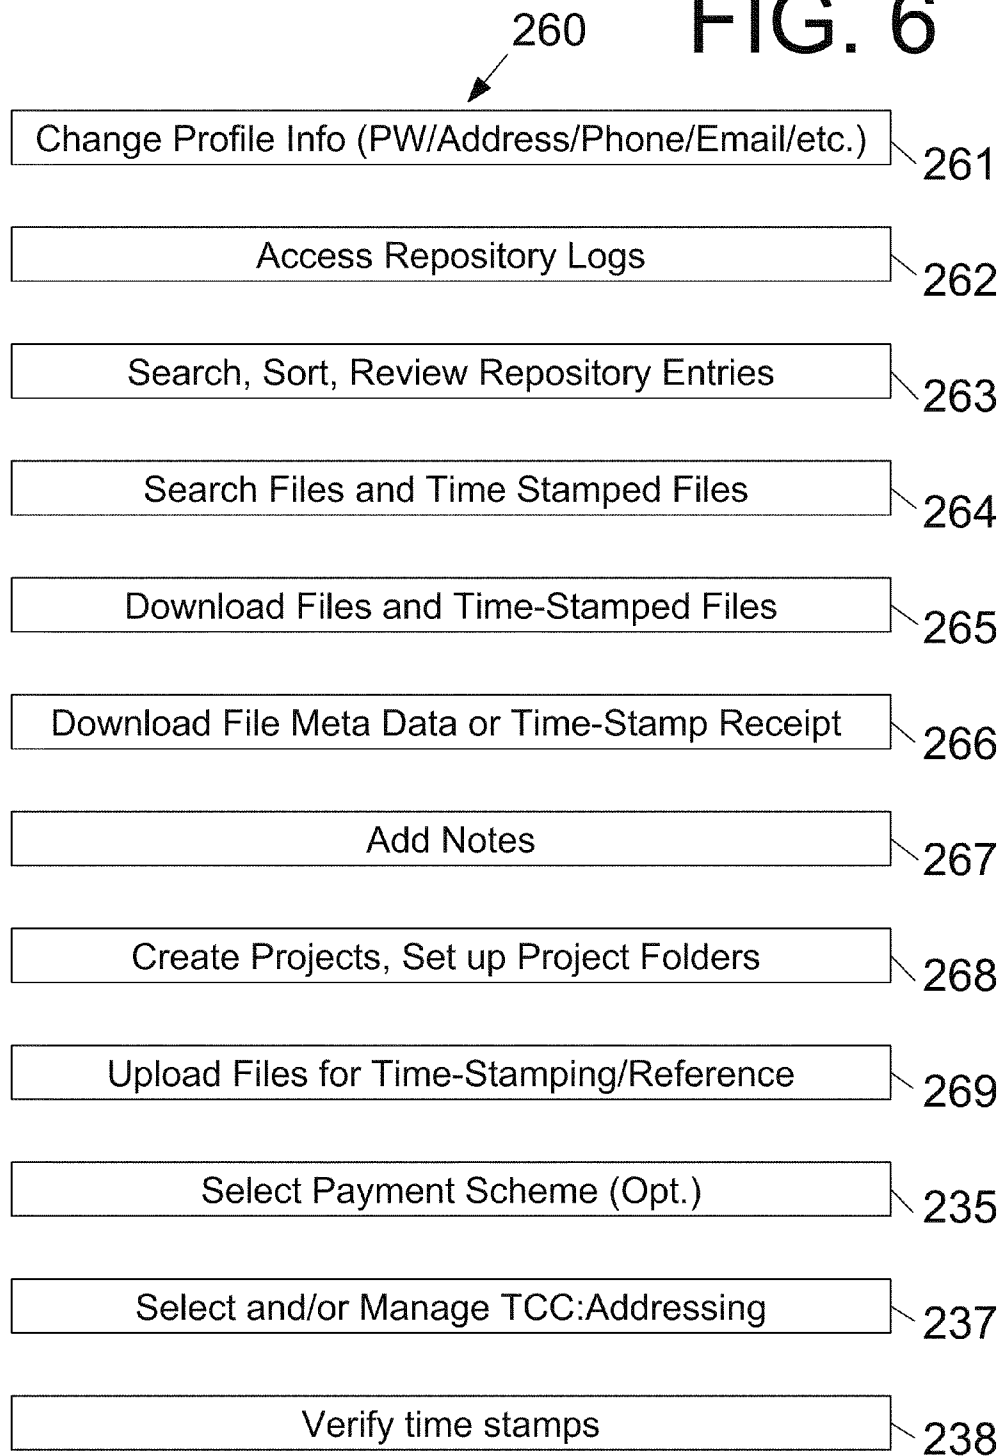 FIG. 6
260
Change Profile Info (PW/Address/Phone/Email/etc.)
261
Access Repository Logs
262
Search, Sort, Review Repository Entries
263
Search Files and Time Stamped Files
264
Download Files and Time-Stamped Files
265
Download File Meta Data or Time-Stamp Receipt
266
Add Notes
267
Create Projects, Set up Project Folders
268
Upload Files for Time-Stamping/Reference
269
Select Payment Scheme (Opt.)
235
Select and/or Manage TCC:Addressing
237
Verify time stamps
238